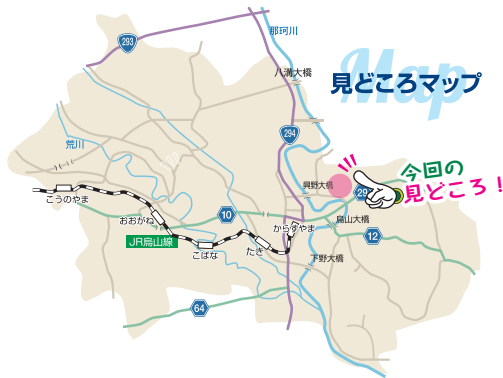 那珂川
293
八溝大橋
Map
見どころマップ
294
荒川
興野大橋
今回の
見どころ!
29
こうのやま
おおがね
10
烏山大橋
からすやま
12
JR烏山線
こばな
たき
下野大橋
64